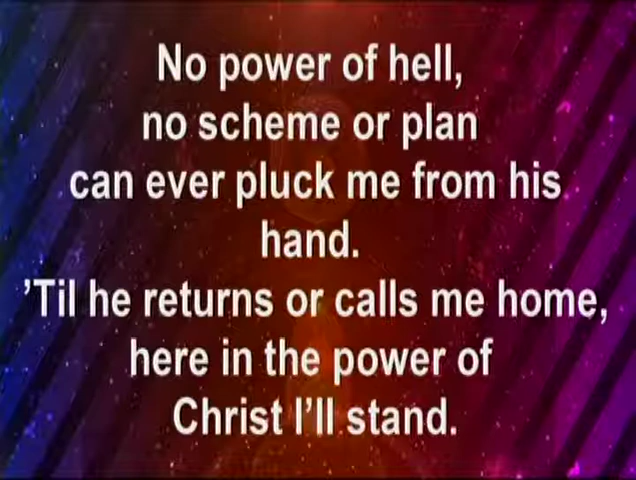 No power of hell,
no scheme or plan
can ever pluck me from his
hand.
’Til he returns or calls me home,
here in the power of
Christ I’ll stand.